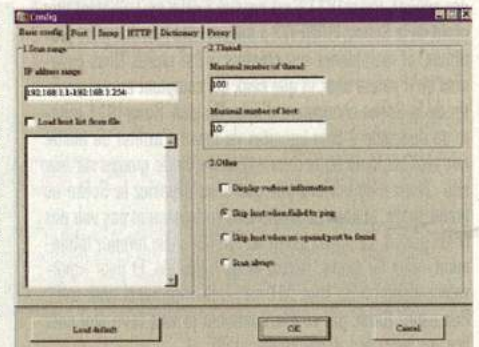 Config
Basic config Port Snmp HTTP Dictionary Proxy
1.Scan range
IP address range:
192.168.1.1-192.168.1.254
Load host list from file
2.Thread
Maximal number of thread:
100
Maximal number of host:
10
3.Other
Display verbose information
Skip host when failed to ping
Skip host when no opened port be found
Scan always
Load default
OK
Cancel